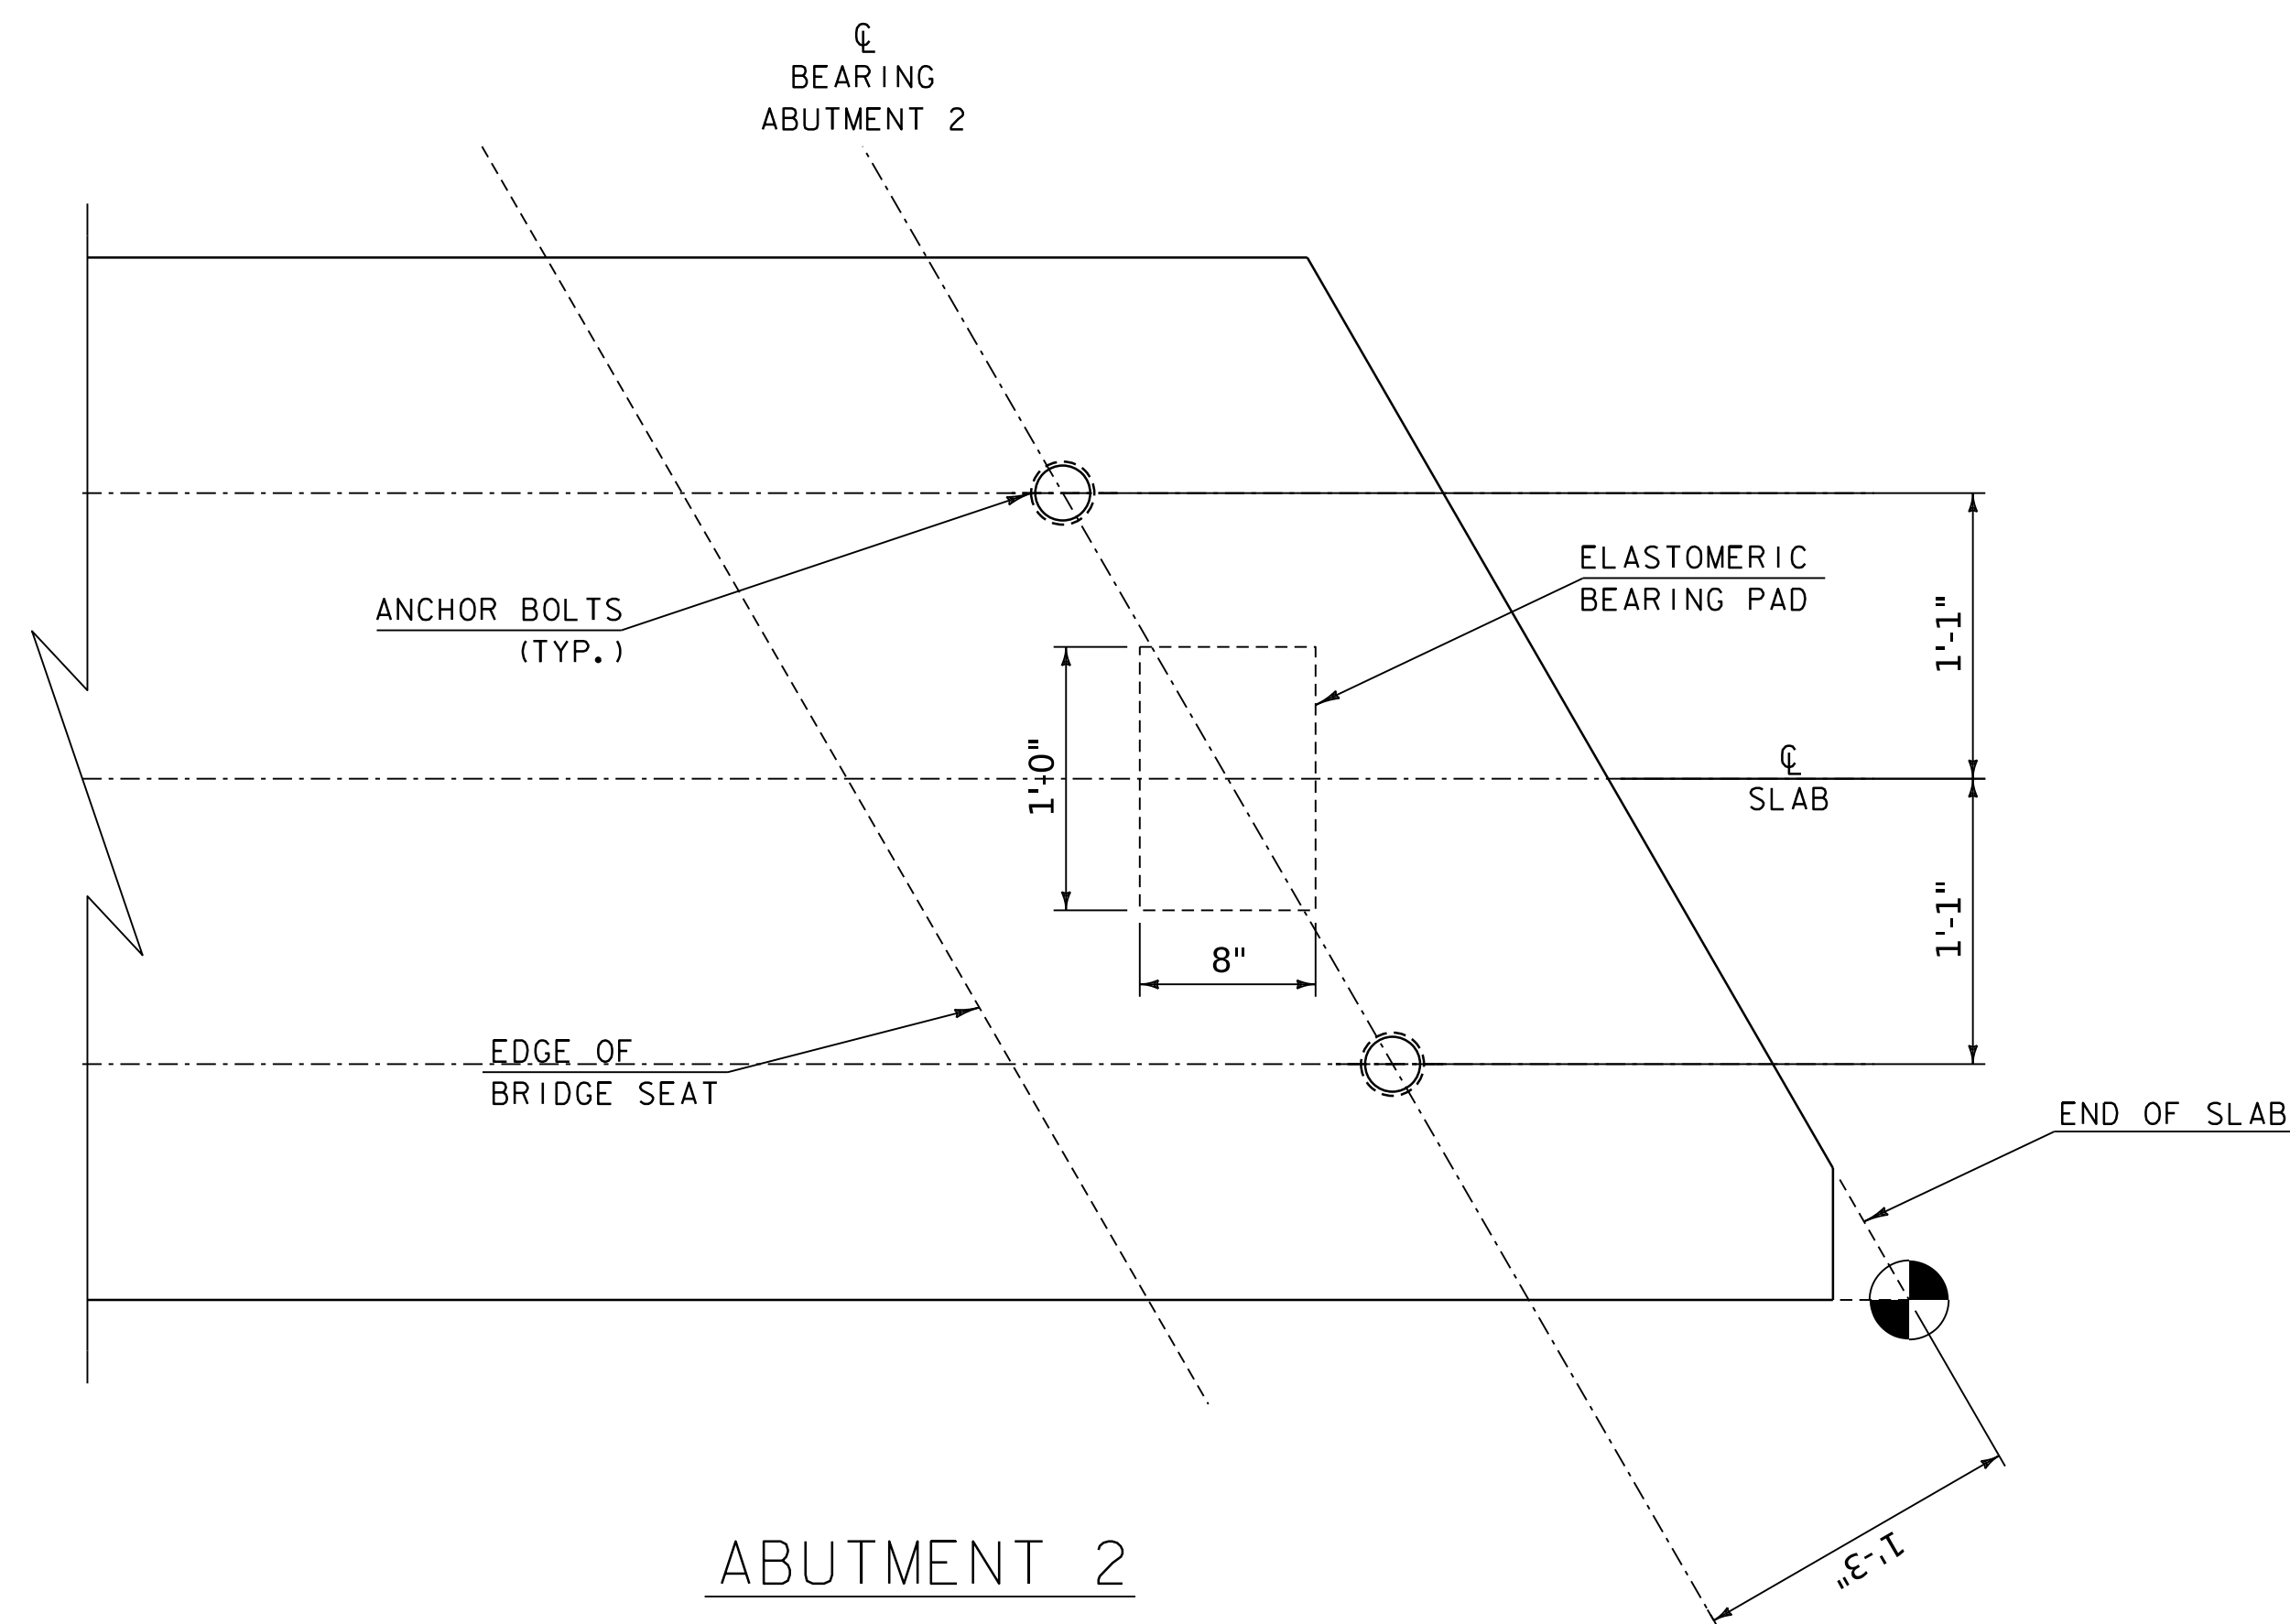 ℄
BEARING
ABUTMENT 2
ELASTOMERIC
BEARING PAD
ANCHOR BOLTS
(TYP.)
1'-1"
1'-0"
℄
SLAB
1'-1"
8"
EDGE OF
BRIDGE SEAT
END OF SLAB
1'-3"
ABUTMENT 2